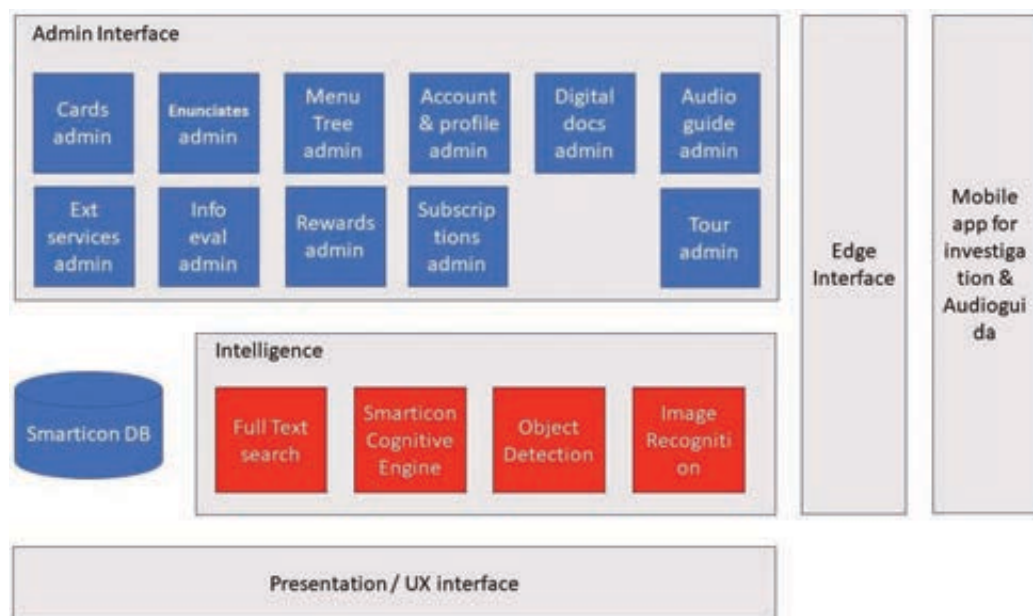 Admin Interface
Cards
admin
Enunciates
admin
Menu
Tree
admin
Account
& profile
admin
Digital
docs
admin
Audio
guide
admin
Ext
services
admin
Info
eval
admin
Rewards
admin
Subscrip
tions
admin
Tour
admin
Edge
Interface
Mobile
app for
investiga
tion &
Audiogui
da
Intelligence
Smarticon DB
Full Text
search
Smarticon
Cognitive
Engine
Object
Detection
Image
Recogniti
on
Presentation / UX interface